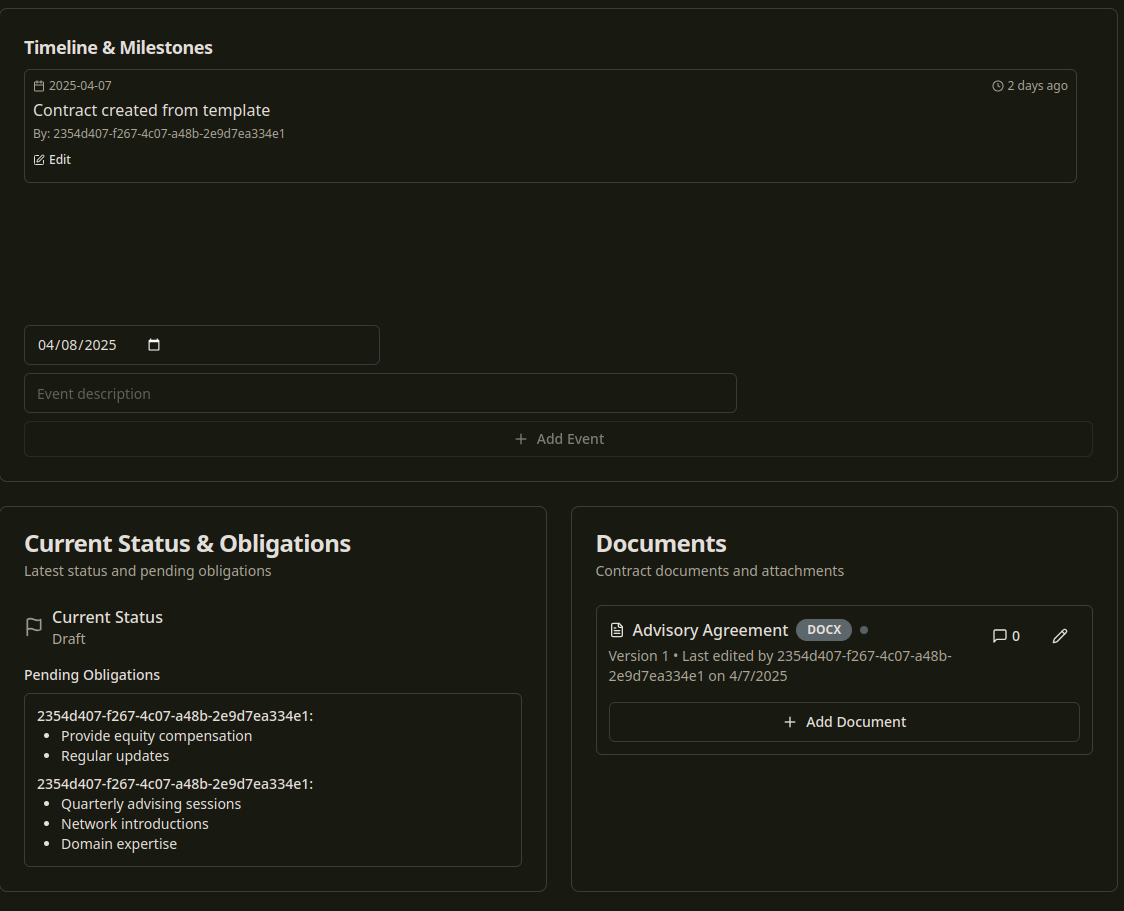 Timeline & Milestones
2025-04-07
2 days ago
Contract created from template
By: 2354d407-f267-4c07-a48b-2e9d7ea334e1
Edit
04/08/2025
Event description
+ Add Event
Current Status & Obligations
Latest status and pending obligations
Current Status
Draft
Pending Obligations
2354d407-f267-4c07-a48b-2e9d7ea334e1:
• Provide equity compensation
• Regular updates
2354d407-f267-4c07-a48b-2e9d7ea334e1:
• Quarterly advising sessions
• Network introductions
• Domain expertise
Documents
Contract documents and attachments
Advisory Agreement DOCX
0
Version 1 • Last edited by 2354d407-f267-4c07-a48b-
2e9d7ea334e1 on 4/7/2025
+ Add Document